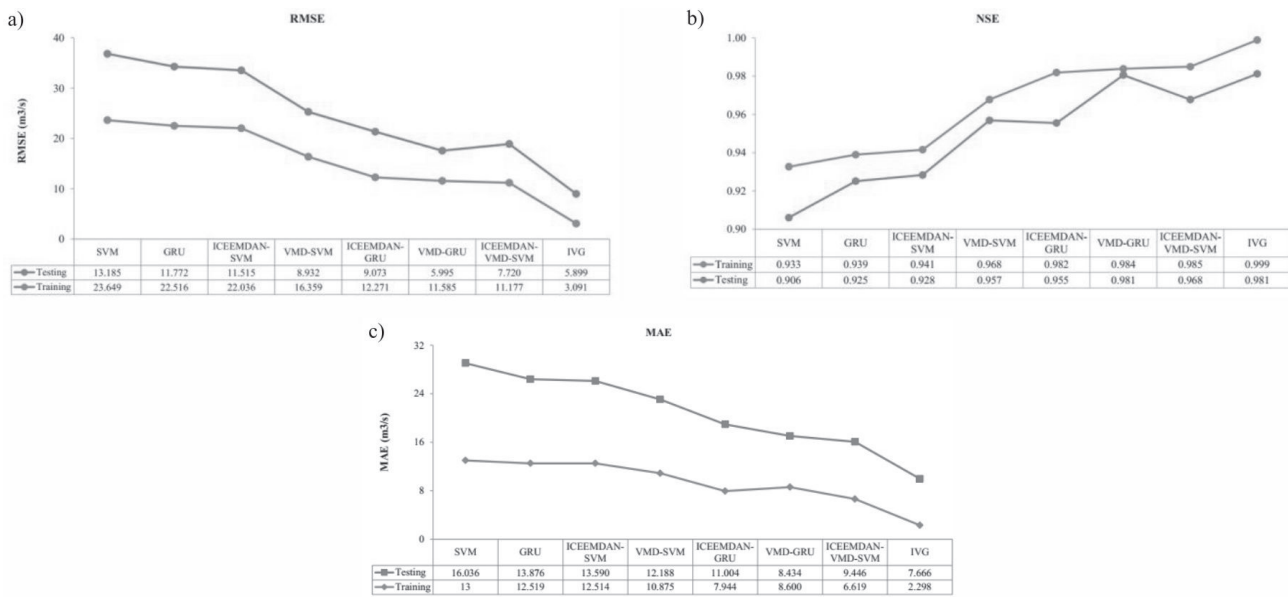 a)
RMSE
RMSE (m3/s)
40
30
20
10
0
SVM GRU ICEEMDAN-SVM VMD-SVM ICEEMDAN-GRU VMD-GRU ICEEMDAN-VMD-SVM IVG
Testing 13.185 11.772 11.515 8.932 9.073 5.995 7.720 5.899
Training 23.649 22.516 22.036 16.359 12.271 11.585 11.177 3.091
b)
NSE
1.00
0.98
0.96
0.94
0.92
0.90
SVM GRU ICEEMDAN-SVM VMD-SVM ICEEMDAN-GRU VMD-GRU ICEEMDAN-VMD-SVM IVG
Training 0.933 0.939 0.941 0.968 0.982 0.984 0.985 0.999
Testing 0.906 0.925 0.928 0.957 0.955 0.981 0.968 0.981
c)
MAE
MAE (m3/s)
32
24
16
8
0
SVM GRU ICEEMDAN-SVM VMD-SVM ICEEMDAN-GRU VMD-GRU ICEEMDAN-VMD-SVM IVG
Testing 16.036 13.876 13.590 12.188 11.004 8.434 9.446 7.666
Training 13 12.519 12.514 10.875 7.944 8.600 6.619 2.298